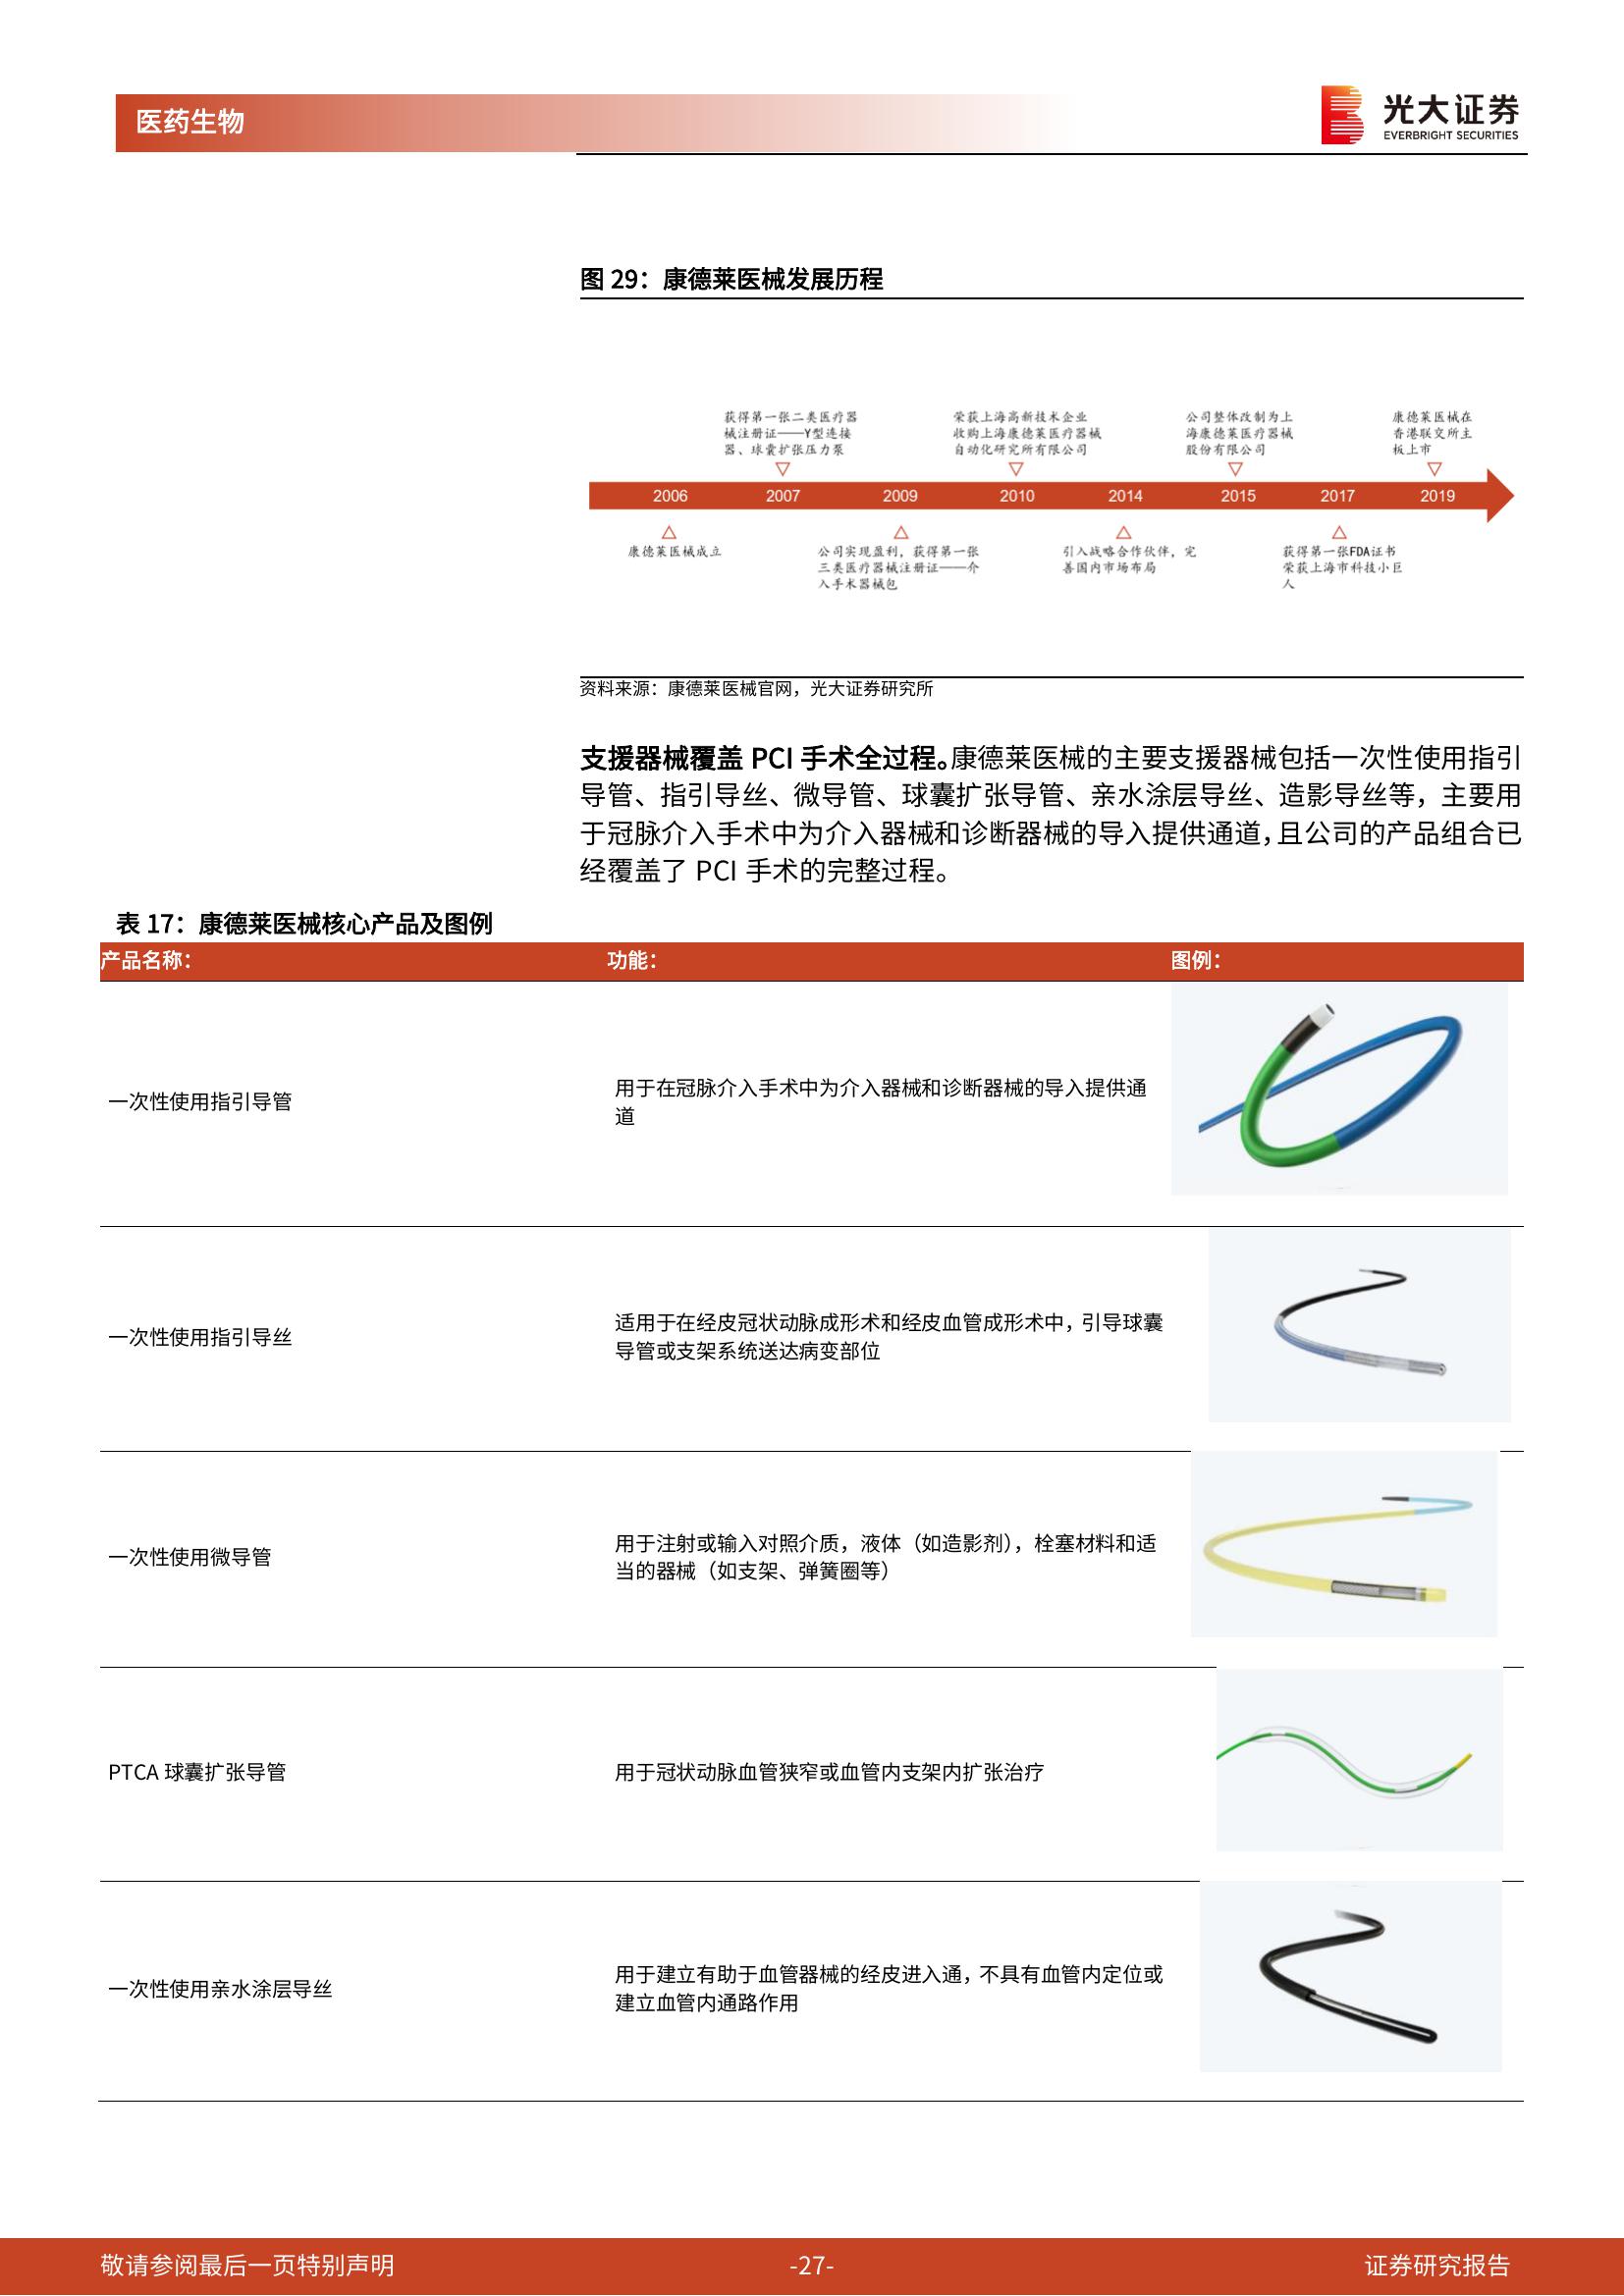 医药生物
光大证券
EVERBRIGHT SECURITIES
图 29：康德莱医械发展历程
获得第一张二类医疗器
械注册证——Y型连接
器、球囊扩张压力泵
荣获上海高新技术企业
收购上海康德莱医疗器械
自动化研究所有限公司
公司整体改制为上
海康德莱医疗器械
股份有限公司
康德莱医械在
香港联交所主
板上市
2006 2007 2009 2010 2014 2015 2017 2019
康德莱医械成立
公司实现盈利，获得第一张
三类医疗器械注册证——介
入手术器械包
引入战略合作伙伴，完
善国内市场布局
获得第一张FDA证书
荣获上海市科技小巨
人
资料来源：康德莱医械官网，光大证券研究所
支援器械覆盖 PCI 手术全过程。康德莱医械的主要支援器械包括一次性使用指引
导管、指引导丝、微导管、球囊扩张导管、亲水涂层导丝、造影导丝等，主要用
于冠脉介入手术中为介入器械和诊断器械的导入提供通道，且公司的产品组合已
经覆盖了 PCI 手术的完整过程。
表 17：康德莱医械核心产品及图例
产品名称： 功能： 图例：
一次性使用指引导管
用于在冠脉介入手术中为介入器械和诊断器械的导入提供通
道
一次性使用指引导丝
适用于在经皮冠状动脉成形术和经皮血管成形术中，引导球囊
导管或支架系统送达病变部位
一次性使用微导管
用于注射或输入对照介质，液体（如造影剂），栓塞材料和适
当的器械（如支架、弹簧圈等）
PTCA 球囊扩张导管
用于冠状动脉血管狭窄或血管内支架内扩张治疗
一次性使用亲水涂层导丝
用于建立有助于血管器械的经皮进入通，不具有血管内定位或
建立血管内通路作用
敬请参阅最后一页特别声明 -27- 证券研究报告